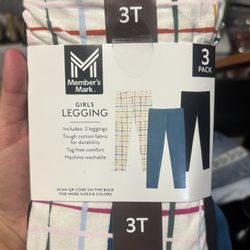 3T
Member's
Mark™
3
PACK
GIRLS
LEGGING
Includes: 3 leggings
Tough cotton fabric
for durability
Tag free comfort
Machine washable
SCAN QR CODE ON THE BACK
FOR MORE SIZES & COLORS
3T